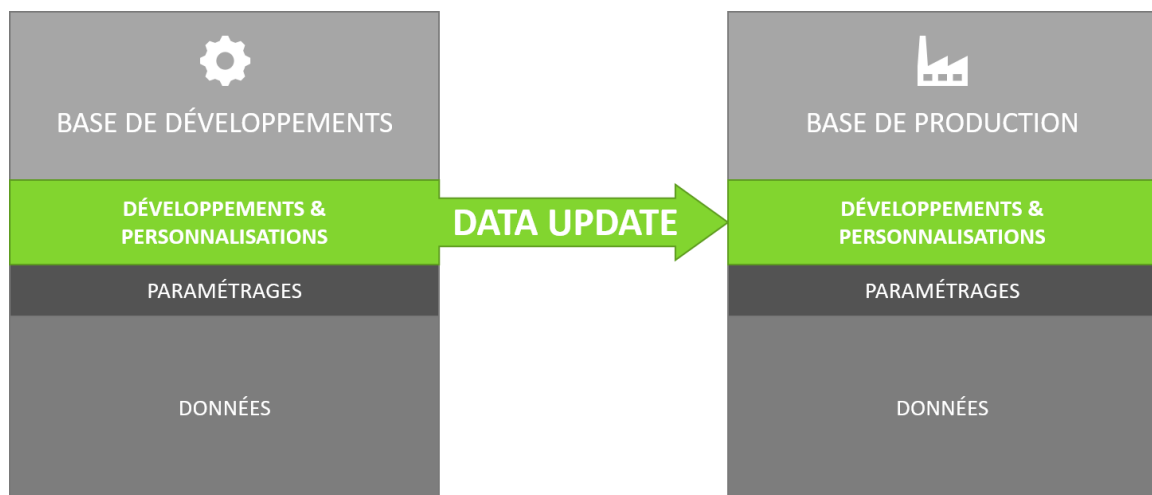 BASE DE DÉVELOPPEMENTS
DÉVELOPPEMENTS &
PERSONNALISATIONS
PARAMÉTRAGES
DONNÉES
DATA UPDATE
BASE DE PRODUCTION
DÉVELOPPEMENTS &
PERSONNALISATIONS
PARAMÉTRAGES
DONNÉES